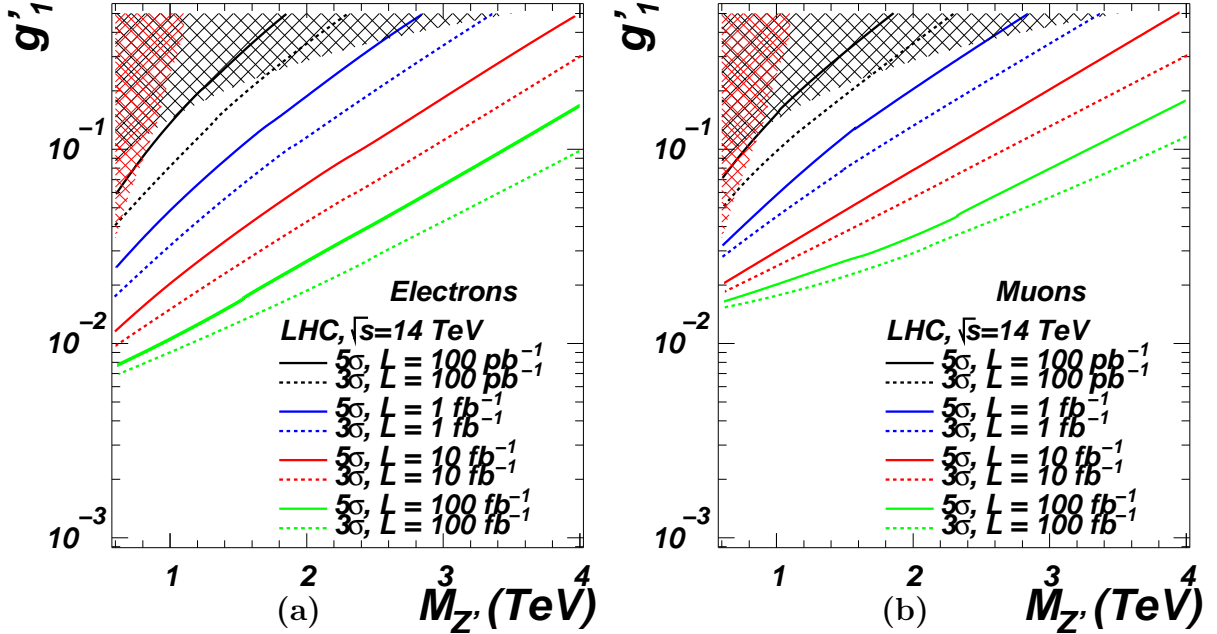 g'1
10⁻¹
10⁻²
10⁻³
Electrons
LHC, √s=14 TeV
5σ, L = 100 pb⁻¹
3σ, L = 100 pb⁻¹
5σ, L = 1 fb⁻¹
3σ, L = 1 fb⁻¹
5σ, L = 10 fb⁻¹
3σ, L = 10 fb⁻¹
5σ, L = 100 fb⁻¹
3σ, L = 100 fb⁻¹
1 2 3 4
(a) M_Z' (TeV)
g'1
10⁻¹
10⁻²
10⁻³
Muons
LHC, √s=14 TeV
5σ, L = 100 pb⁻¹
3σ, L = 100 pb⁻¹
5σ, L = 1 fb⁻¹
3σ, L = 1 fb⁻¹
5σ, L = 10 fb⁻¹
3σ, L = 10 fb⁻¹
5σ, L = 100 fb⁻¹
3σ, L = 100 fb⁻¹
1 2 3 4
(b) M_Z' (TeV)